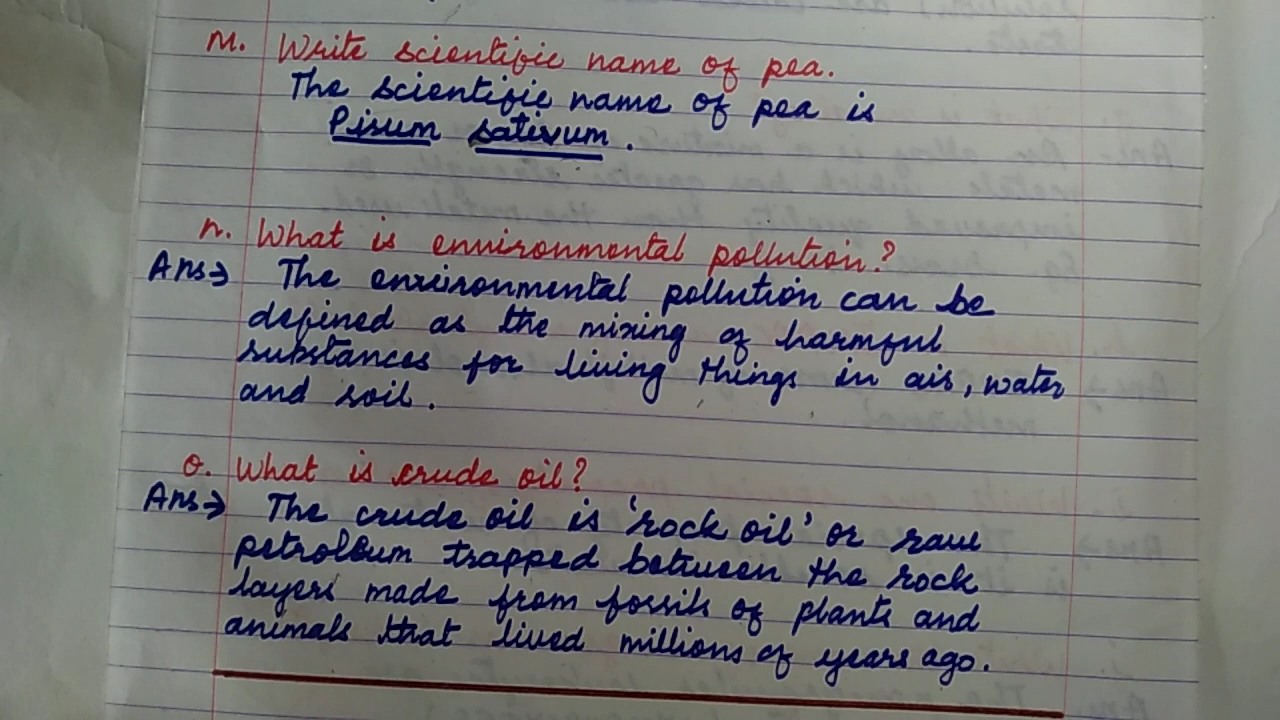 M. Write scientific name of pea.
The scientific name of pea is
Pisum sativum.
n. What is environmental pollution?
Ans→ The environmental pollution can be
defined as the mixing of harmful
substances for living things in air, water
and soil.
o. What is crude oil?
Ans→ The crude oil is 'rock oil' or raw
petroleum trapped between the rock
layers made from fossils of plants and
animals that lived millions of years ago.